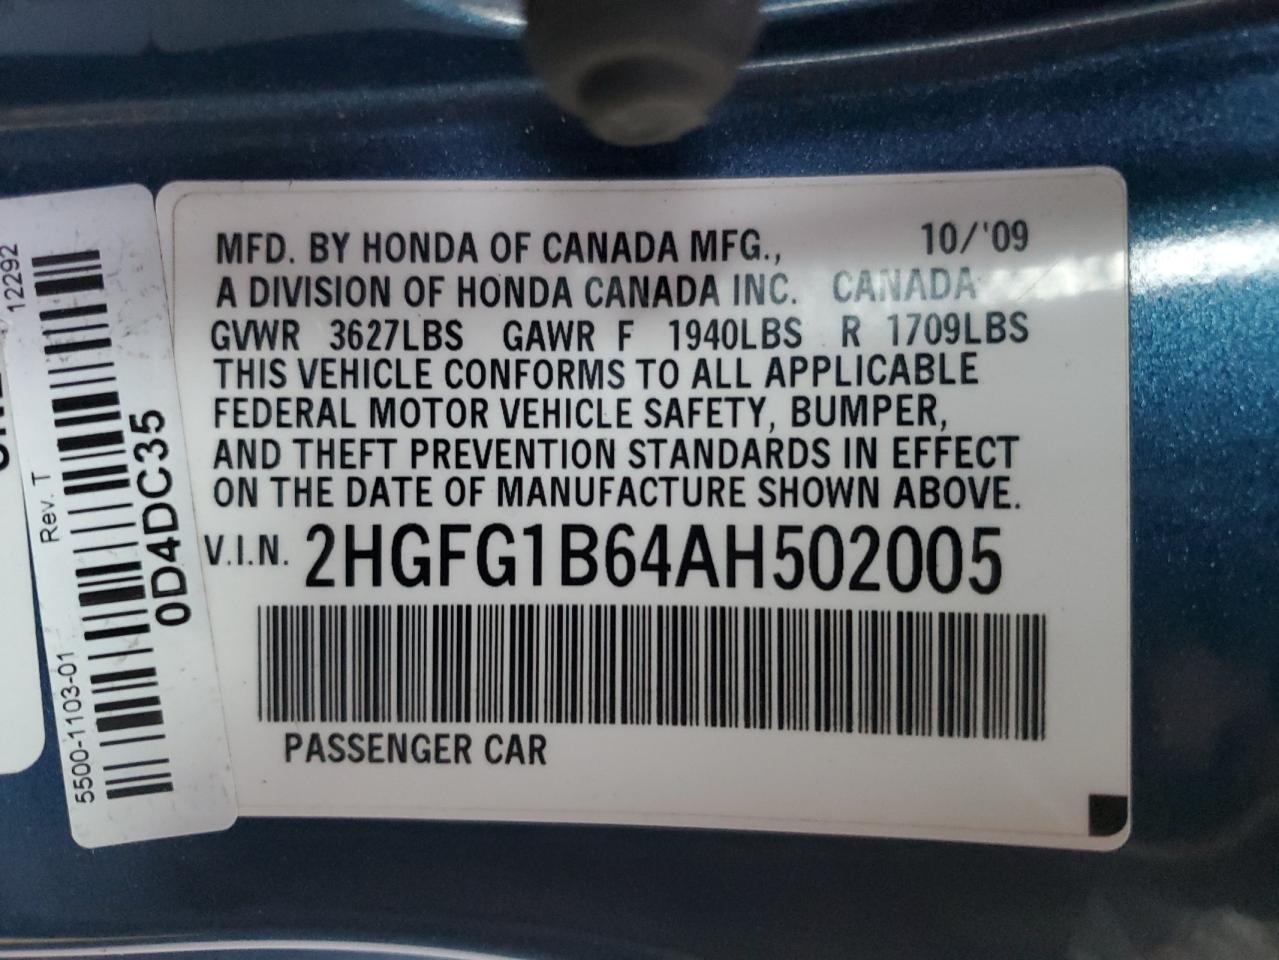 MFD. BY HONDA OF CANADA MFG., 10/'09
A DIVISION OF HONDA CANADA INC. CANADA
GVWR 3627LBS GAWR F 1940LBS R 1709LBS
THIS VEHICLE CONFORMS TO ALL APPLICABLE
FEDERAL MOTOR VEHICLE SAFETY, BUMPER,
AND THEFT PREVENTION STANDARDS IN EFFECT
ON THE DATE OF MANUFACTURE SHOWN ABOVE.
V.I.N. 2HGFG1B64AH502005
PASSENGER CAR
12292
5500-1103-01 Rev. T
0D4DC35